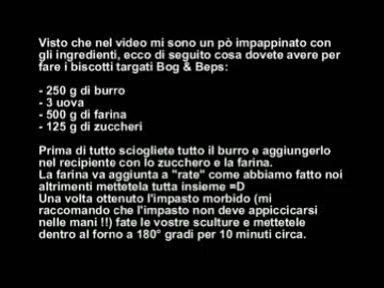 Visto che nel video mi sono un pò impappinato con
gli ingredienti, ecco di seguito cosa dovete avere per
fare i biscotti targati Bog & Beps:
- 250 g di burro
- 3 uova
- 500 g di farina
- 125 g di zuccheri
Prima di tutto sciogliete tutto il burro e aggiungerlo
nel recipiente con lo zucchero e la farina.
La farina va aggiunta a "rate" come abbiamo fatto noi
altrimenti mettetela tutta insieme =D
Una volta ottenuto l'impasto morbido (mi
raccomando che l'impasto non deve appiccicarsi
nelle mani !!) fate le vostre sculture e mettetele
dentro al forno a 180° gradi per 10 minuti circa.